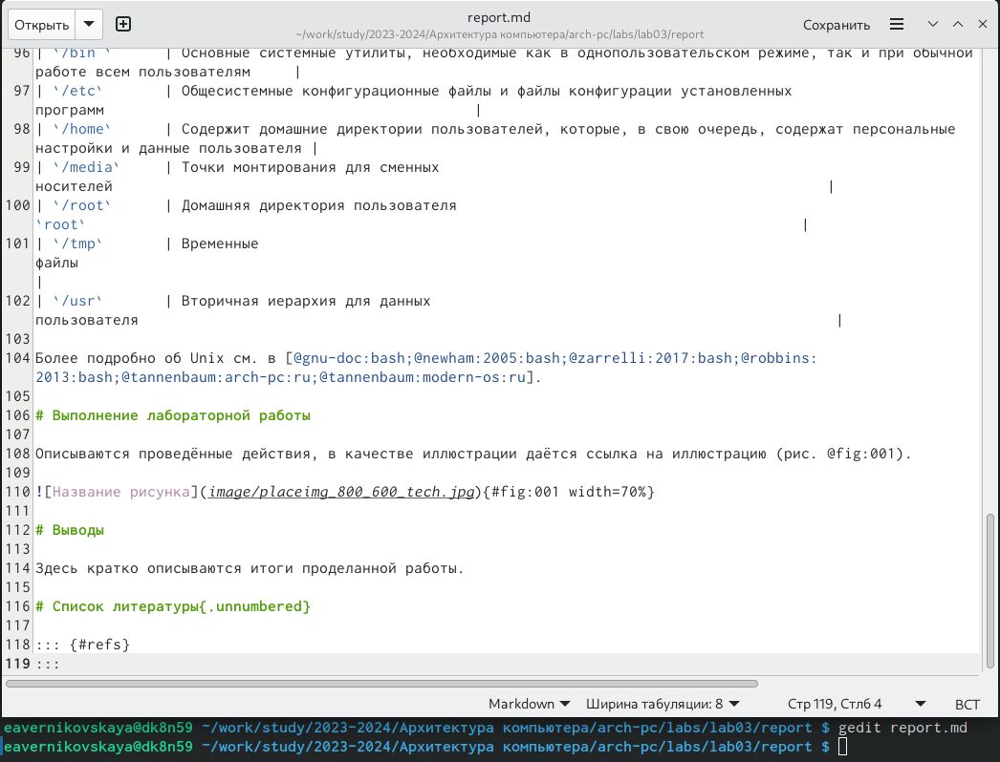 Открыть
report.md
~/work/study/2023-2024/Архитектура компьютера/arch-pc/labs/lab03/report
Сохранить
96 | `/bin ` | Основные системные утилиты, необходимые как в однопользовательском режиме, так и при обычной
работе всем пользователям |
97 | `/etc` | Общесистемные конфигурационные файлы и файлы конфигурации установленных
программ |
98 | `/home` | Содержит домашние директории пользователей, которые, в свою очередь, содержат персональные
настройки и данные пользователя |
99 | `/media` | Точки монтирования для сменных
носителей |
100 | `/root` | Домашняя директория пользователя
`root` |
101 | `/tmp` | Временные
файлы
|
102 | `/usr` | Вторичная иерархия для данных
пользователя |
103
104 Более подробно об Unix см. в [@gnu-doc:bash;@newham:2005:bash;@zarrelli:2017:bash;@robbins:
2013:bash;@tannenbaum:arch-pc:ru;@tannenbaum:modern-os:ru].
105
106 # Выполнение лабораторной работы
107
108 Описываются проведённые действия, в качестве иллюстрации даётся ссылка на иллюстрацию (рис. @fig:001).
109
110 ![Название рисунка](image/placeimg_800_600_tech.jpg){#fig:001 width=70%}
111
112 # Выводы
113
114 Здесь кратко описываются итоги проделанной работы.
115
116 # Список литературы{.unnumbered}
117
118 ::: {#refs}
119 :::
Markdown Ширина табуляции: 8 Стр 119, Стлб 4 ВСТ
eavernikovskaya@dk8n59 ~/work/study/2023-2024/Архитектура компьютера/arch-pc/labs/lab03/report $ gedit report.md
eavernikovskaya@dk8n59 ~/work/study/2023-2024/Архитектура компьютера/arch-pc/labs/lab03/report $